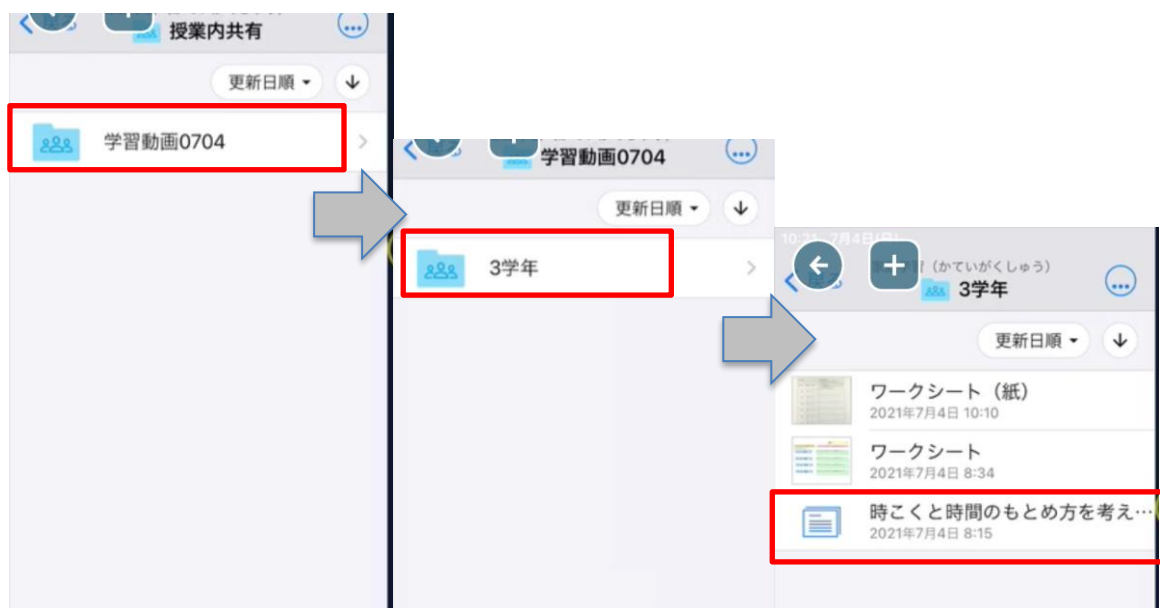 授業内共有
更新日順
学習動画0704
学習動画0704
更新日順
3学年
(かていがくしゅう)
3学年
更新日順
ワークシート（紙）
2021年7月4日 10:10
ワークシート
2021年7月4日 8:34
時こくと時間のもとめ方を考え…
2021年7月4日 8:15